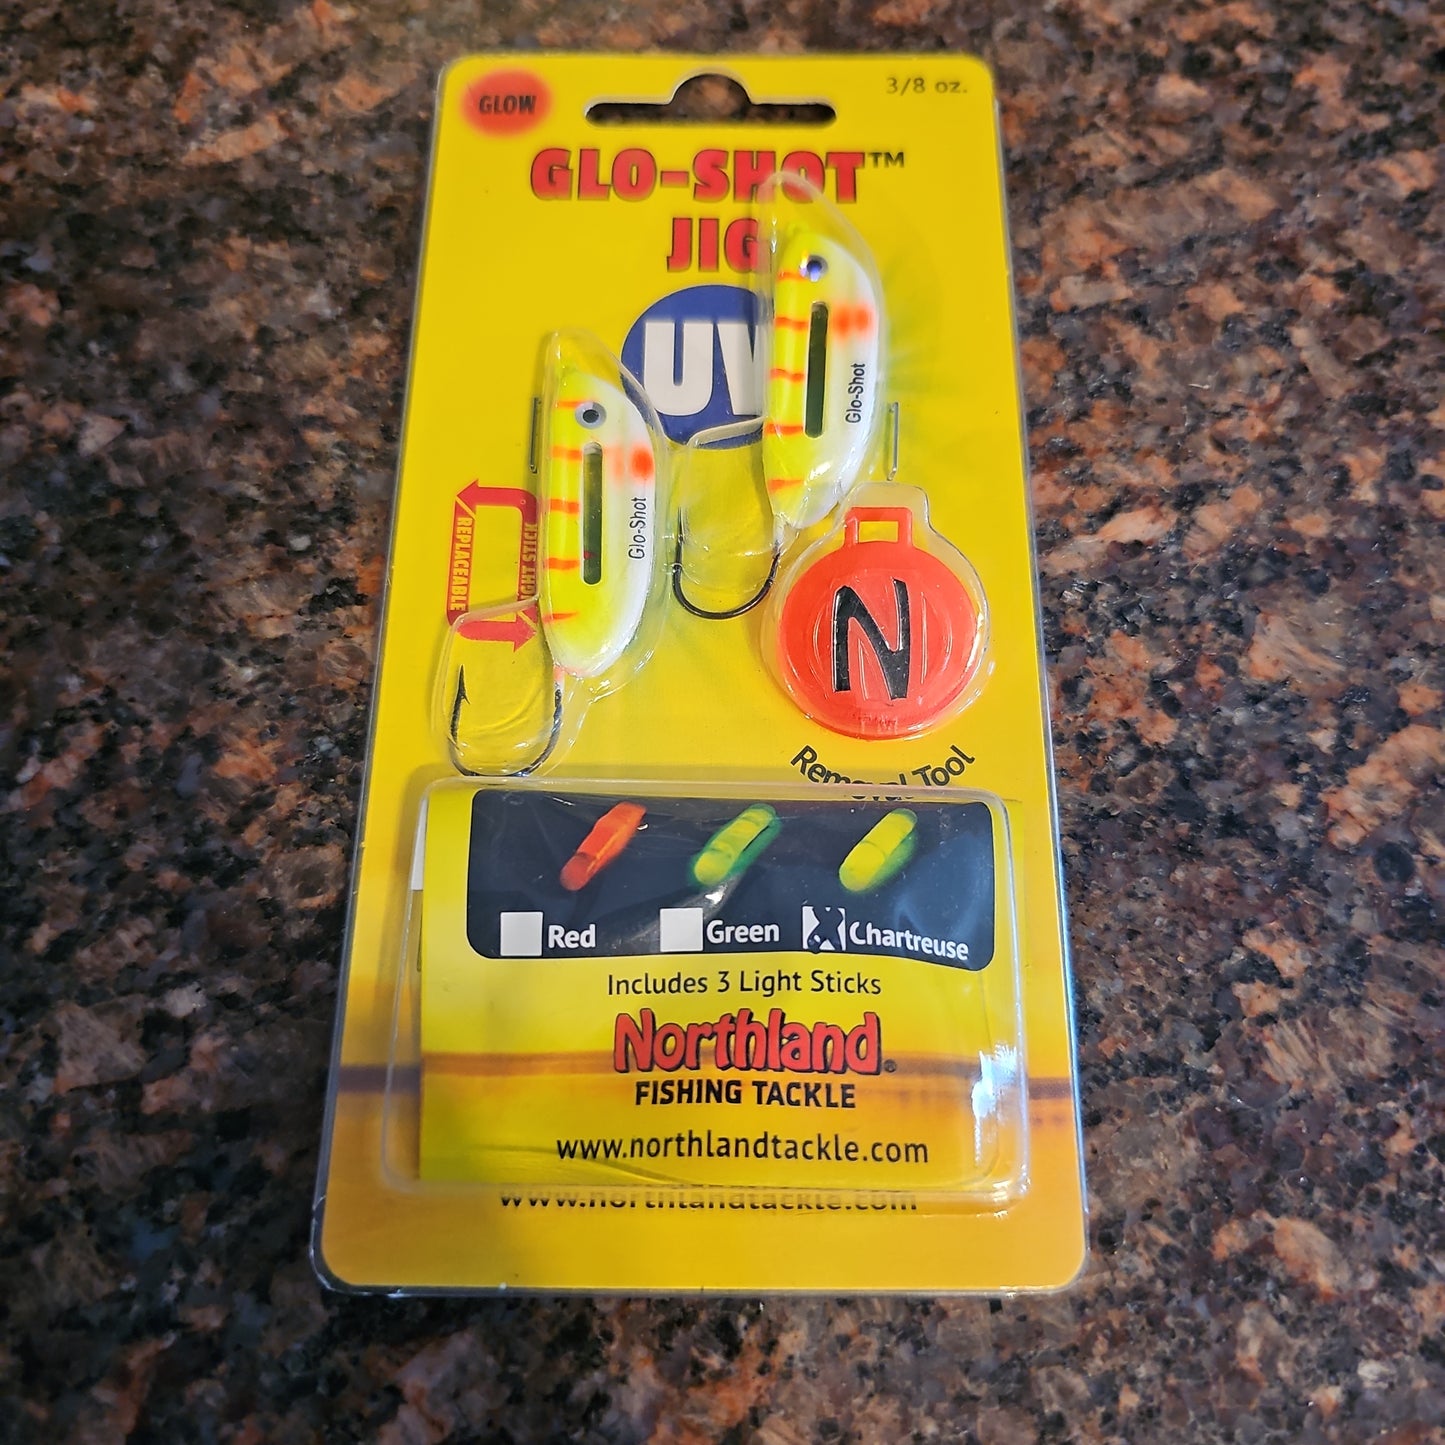 GLOW
3/8 oz.
GLO-SHOT™
JIG
UV
Glo-Shot
Glo-Shot
REPLACEABLE
LIGHT STICK
N
Removal Tool
Red
Green
Chartreuse
Includes 3 Light Sticks
Northland®
FISHING TACKLE
www.northlandtackle.com
www.northlandtackle.com